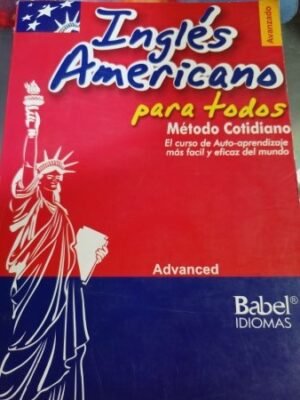 Avanzado
Inglés
Americano
para todos
Método Cotidiano
El curso de Auto-aprendizaje
más facil y eficaz del mundo
Advanced
Babel®
IDIOMAS